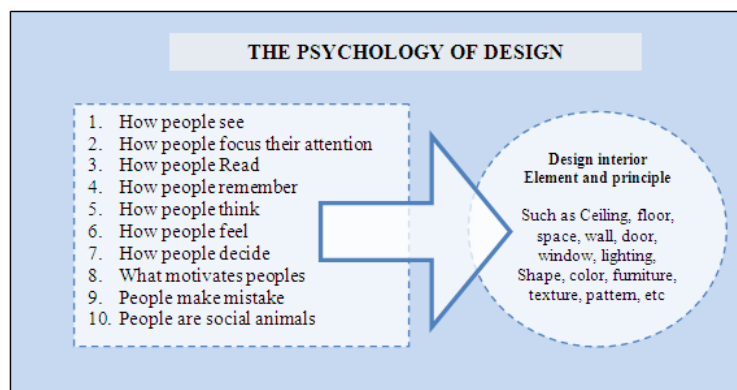 THE PSYCHOLOGY OF DESIGN
1. How people see
2. How people focus their attention
3. How people Read
4. How people remember
5. How people think
6. How people feel
7. How people decide
8. What motivates peoples
9. People make mistake
10. People are social animals
Design interior
Element and principle
Such as Ceiling, floor,
space, wall, door,
window, lighting,
Shape, color, furniture,
texture, pattern, etc